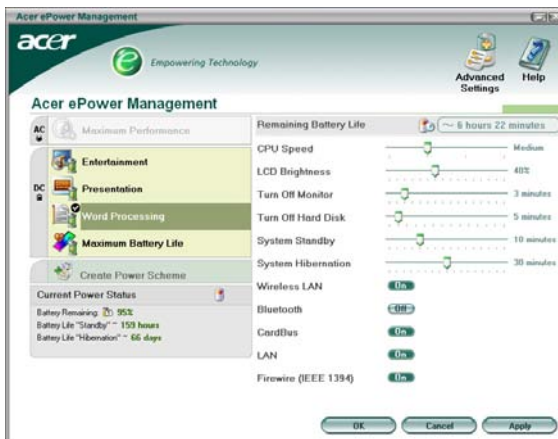 Acer ePower Management
acer
e Empowering Technology
Advanced Settings
Help
Acer ePower Management
AC
Maximum Performance
DC
Entertainment
Presentation
Word Processing
Maximum Battery Life
Create Power Scheme
Current Power Status
Battery Remaining: 95%
Battery Life "Standby" ~ 159 hours
Battery Life "Hibernation" ~ 66 days
Remaining Battery Life ~ 6 hours 22 minutes
CPU Speed Medium
LCD Brightness 40%
Turn Off Monitor 3 minutes
Turn Off Hard Disk 5 minutes
System Standby 10 minutes
System Hibernation 30 minutes
Wireless LAN On
Bluetooth Off
CardBus On
LAN On
Firewire (IEEE 1394) On
OK Cancel Apply